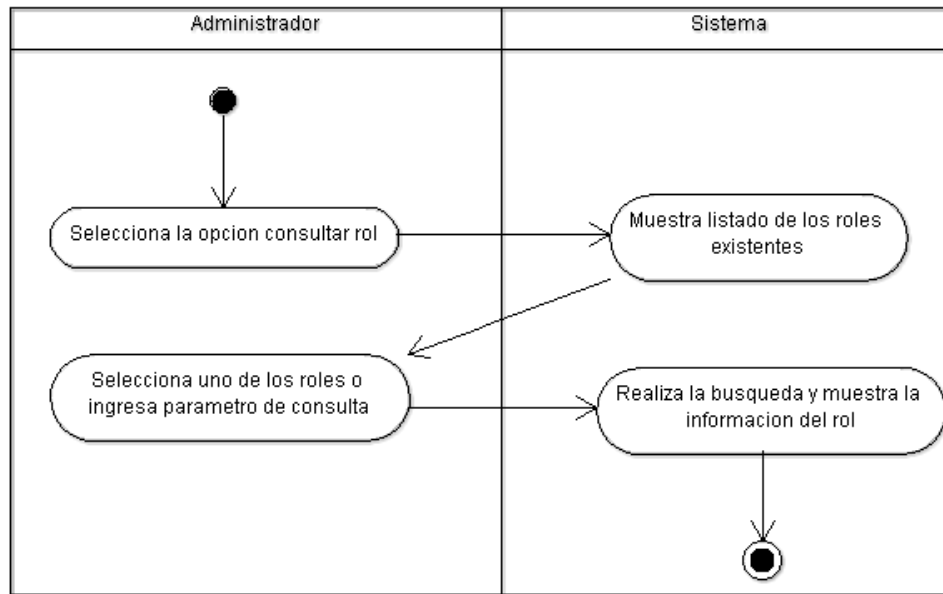 Administrador
Sistema
Selecciona la opcion consultar rol
Muestra listado de los roles
existentes
Selecciona uno de los roles o
ingresa parametro de consulta
Realiza la busqueda y muestra la
informacion del rol